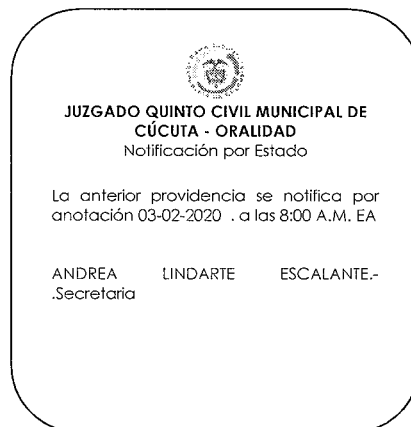 JUZGADO QUINTO CIVIL MUNICIPAL DE
CÚCUTA - ORALIDAD
Notificación por Estado
La anterior providencia se notifica por
anotación 03-02-2020 . a las 8:00 A.M. EA
ANDREA LINDARTE ESCALANTE.-
.Secretaria